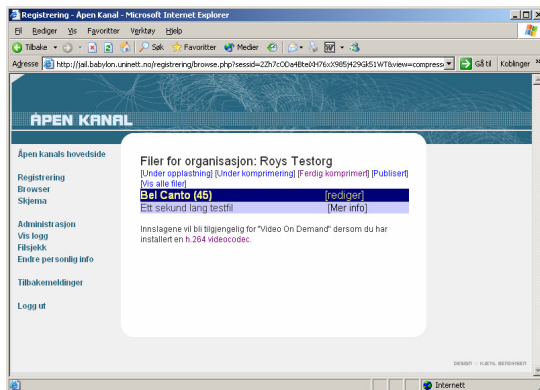 Registrering - Åpen Kanal - Microsoft Internet Explorer
Fil Rediger Vis Favoritter Verktøy Hjelp
Tilbake Søk Favoritter Medier
Adresse http://jail.babylon.uninett.no/registrering/browse.php?sessid= Gå til Koblinger
ÅPEN KANAL
Åpen kanals hovedside
Registrering
Browser
Skjema
Administrasjon
Vis logg
Filsjekk
Endre personlig info
Tilbakemeldinger
Logg ut
Filer for organisasjon: Roys Testorg
[Under opplastning] [Under komprimering] [Ferdig komprimert] [Publisert]
[Vis alle filer]
Bel Canto (45) [rediger]
Ett sekund lang testfil [Mer info]
Innslagene vil bli tilgjengelig for "Video On Demand" dersom du har
installert en h.264.videocodec.
DESIGN : KJETIL BENDIKSEN
Internett